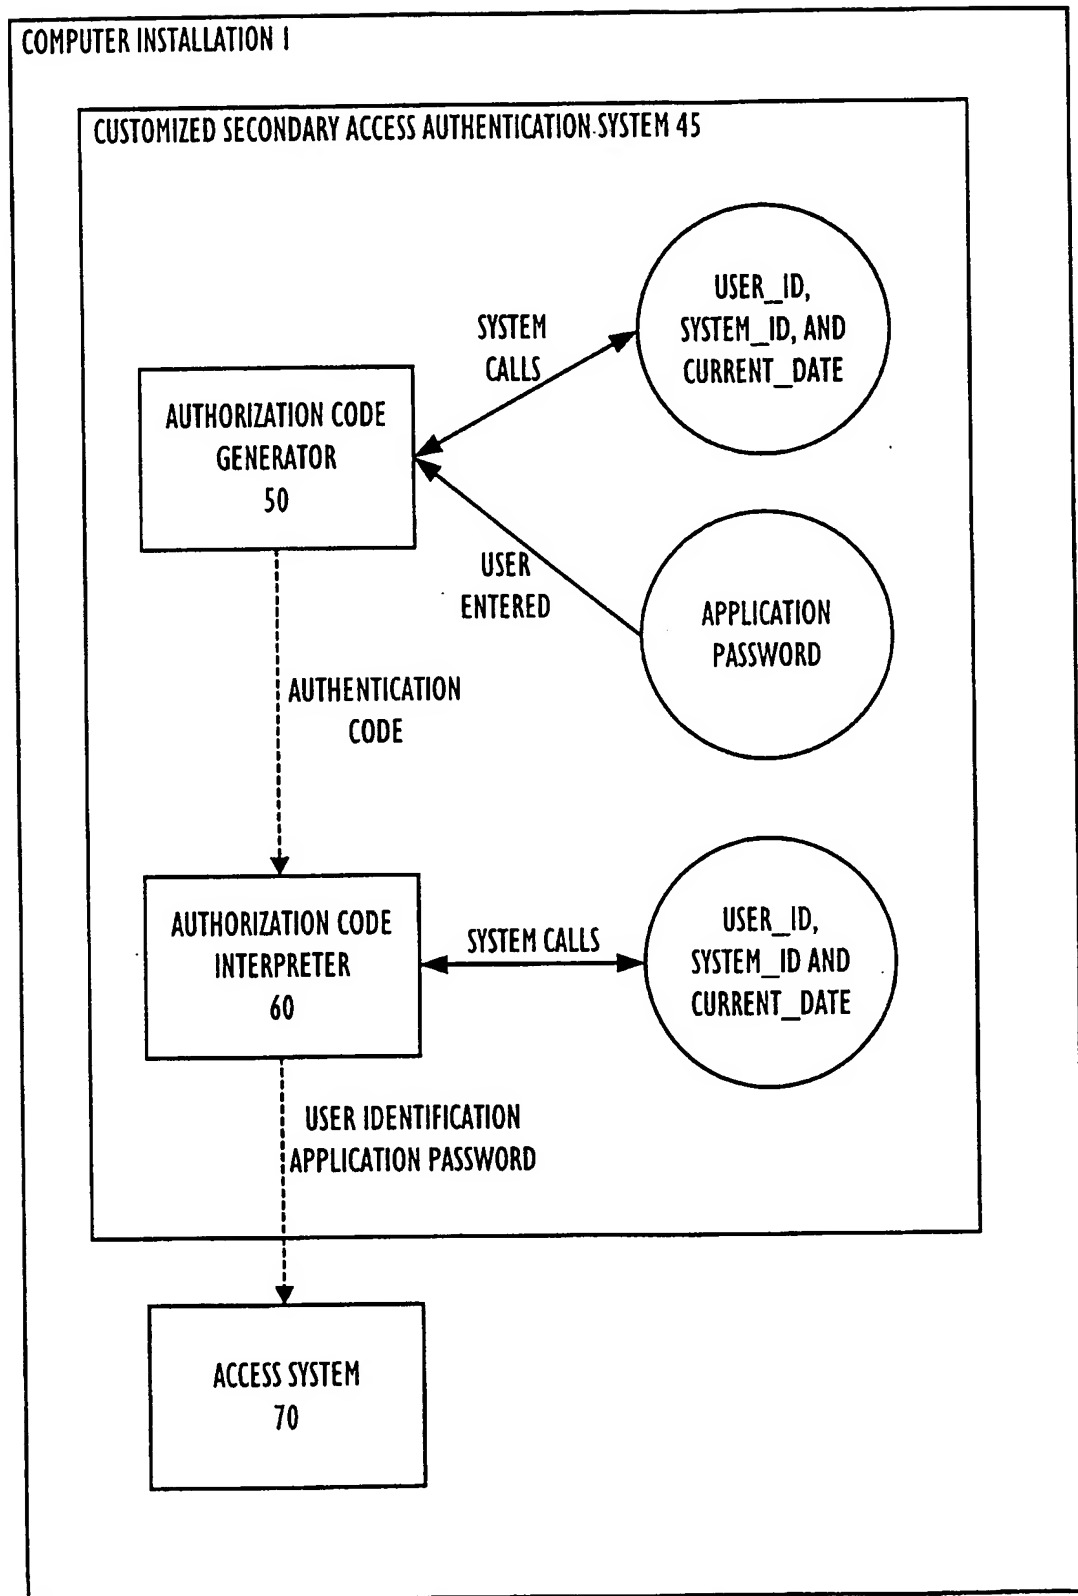 COMPUTER INSTALLATION 1
CUSTOMIZED SECONDARY ACCESS AUTHENTICATION SYSTEM 45
USER_ID,
SYSTEM_ID, AND
CURRENT_DATE
SYSTEM
CALLS
AUTHORIZATION CODE
GENERATOR
50
USER
ENTERED
APPLICATION
PASSWORD
AUTHENTICATION
CODE
AUTHORIZATION CODE
INTERPRETER
60
SYSTEM CALLS
USER_ID,
SYSTEM_ID AND
CURRENT_DATE
USER IDENTIFICATION
APPLICATION PASSWORD
ACCESS SYSTEM
70